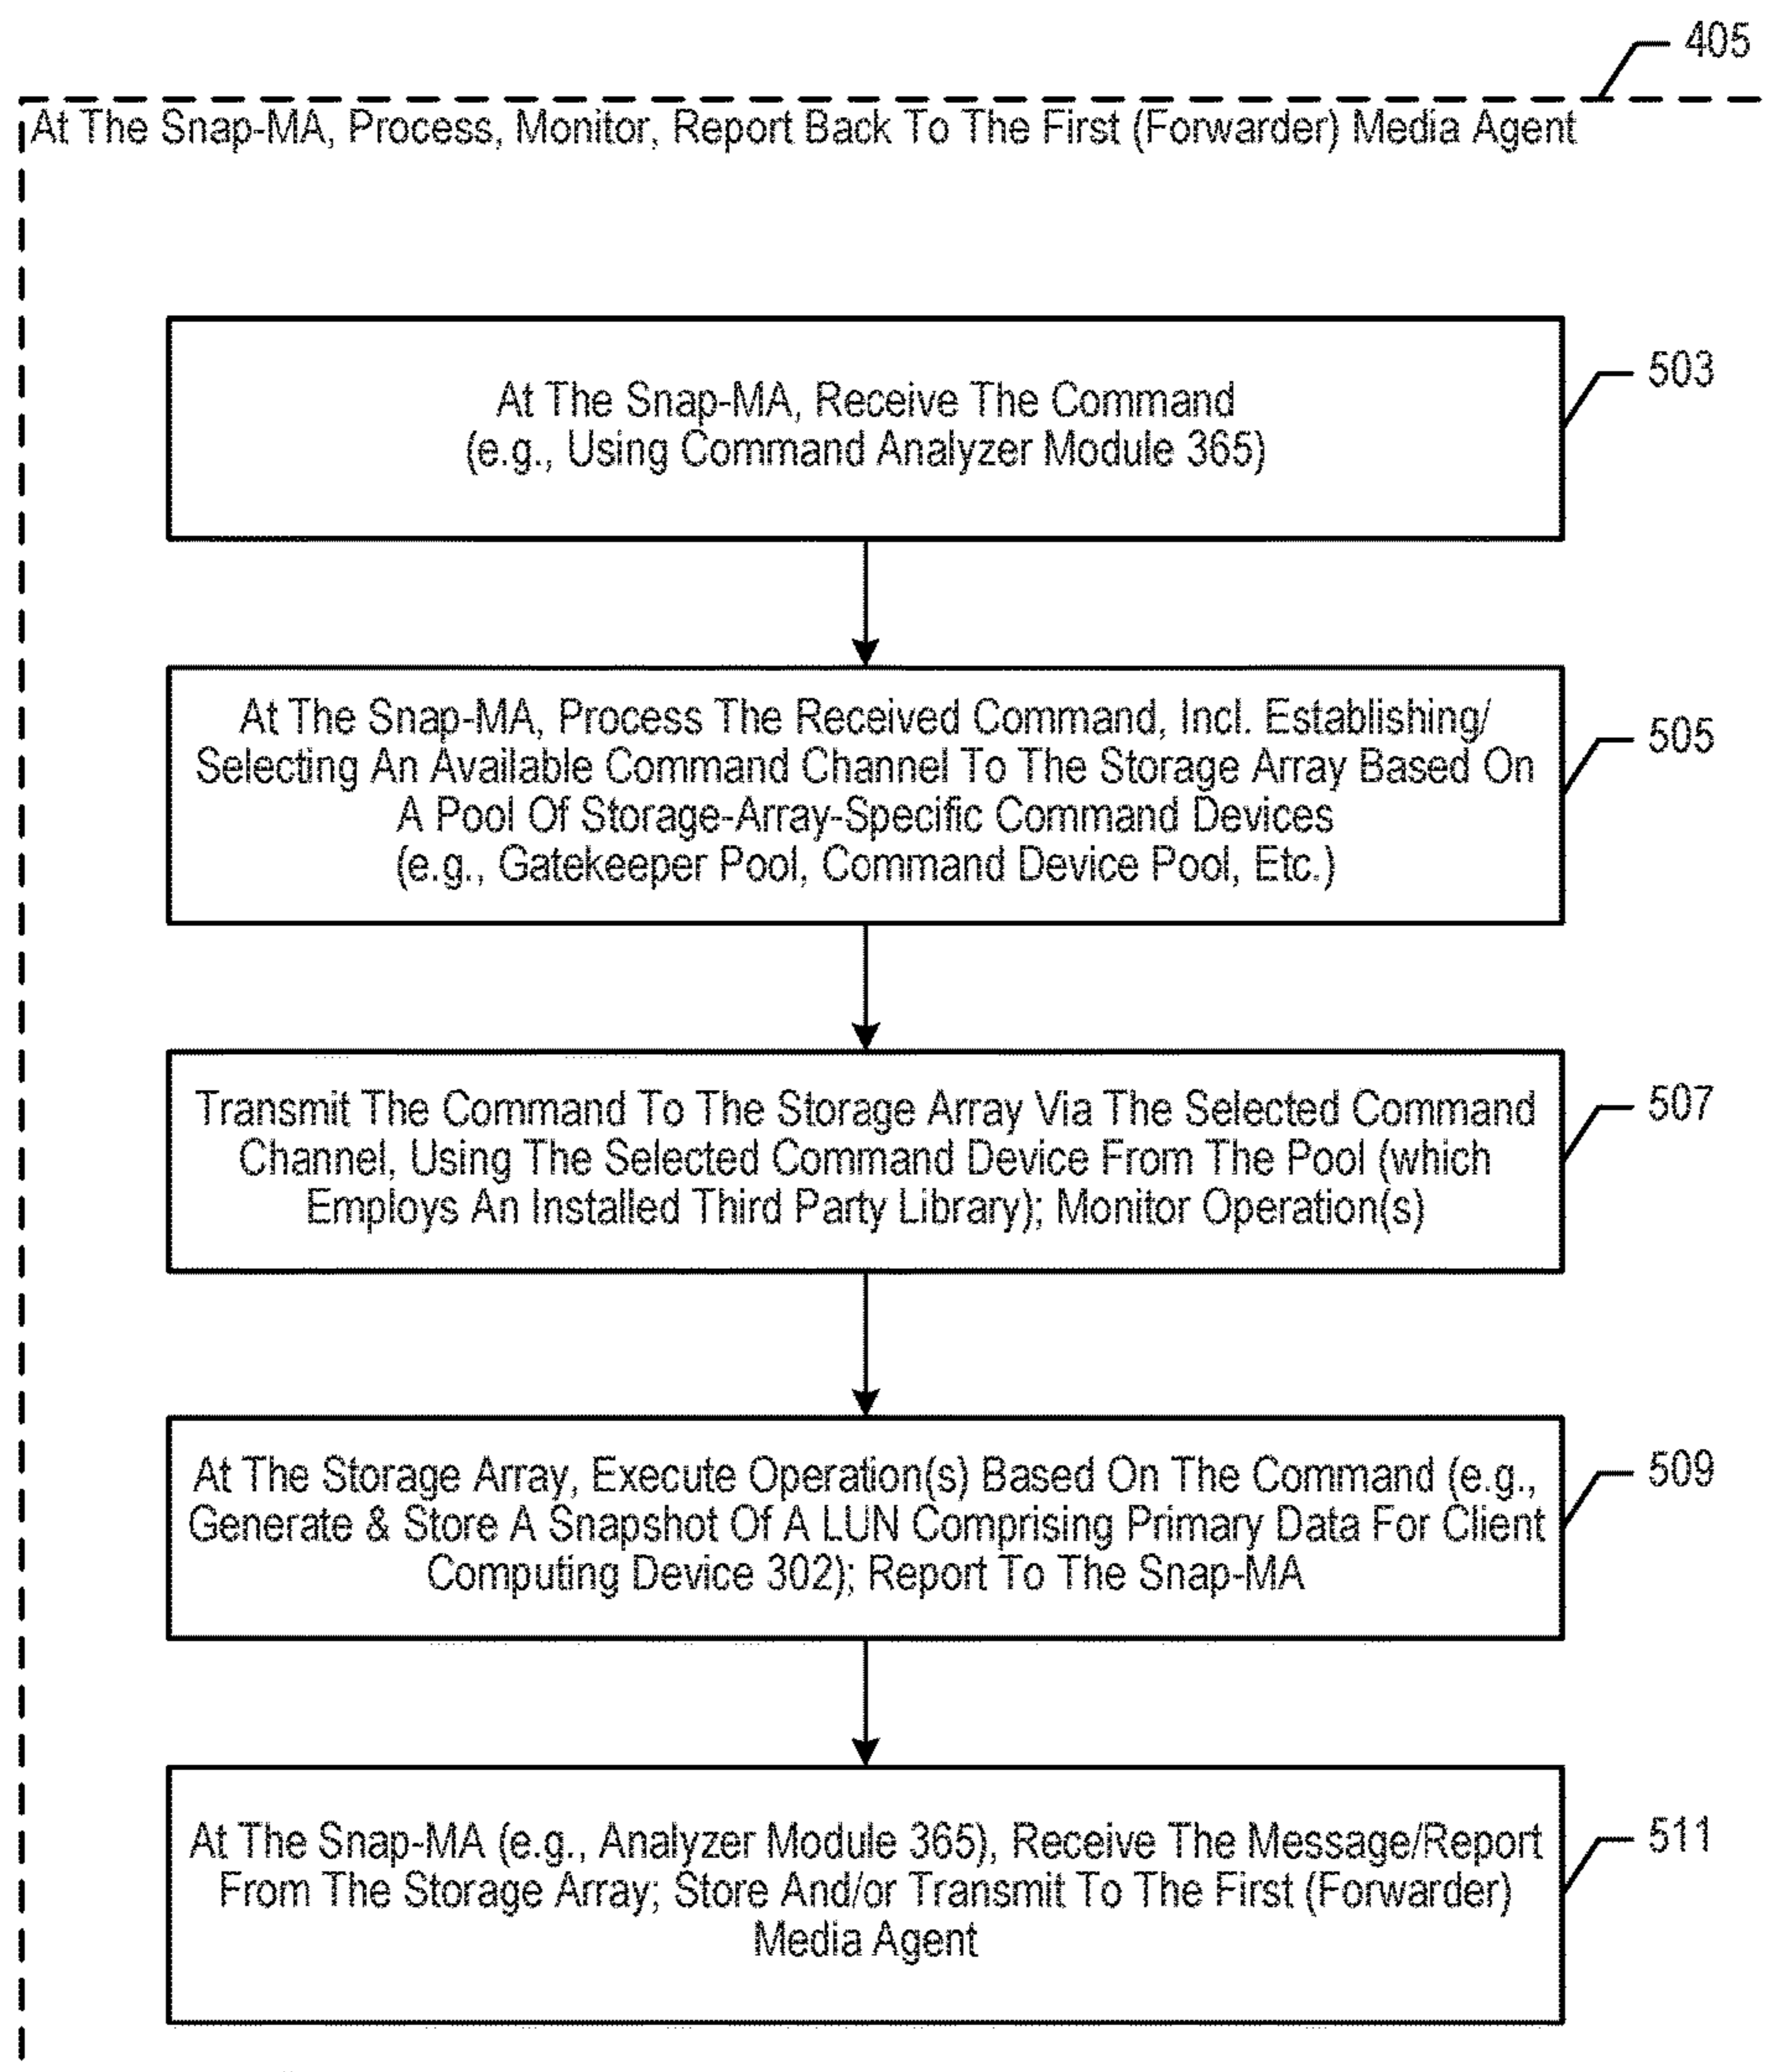 405
At The Snap-MA, Process, Monitor, Report Back To The First (Forwarder) Media Agent
503
At The Snap-MA, Receive The Command
(e.g., Using Command Analyzer Module 365)
505
At The Snap-MA, Process The Received Command, Incl. Establishing/
Selecting An Available Command Channel To The Storage Array Based On
A Pool Of Storage-Array-Specific Command Devices
(e.g., Gatekeeper Pool, Command Device Pool, Etc.)
507
Transmit The Command To The Storage Array Via The Selected Command
Channel, Using The Selected Command Device From The Pool (which
Employs An Installed Third Party Library); Monitor Operation(s)
509
At The Storage Array, Execute Operation(s) Based On The Command (e.g.,
Generate & Store A Snapshot Of A LUN Comprising Primary Data For Client
Computing Device 302); Report To The Snap-MA
511
At The Snap-MA (e.g., Analyzer Module 365), Receive The Message/Report
From The Storage Array; Store And/or Transmit To The First (Forwarder)
Media Agent